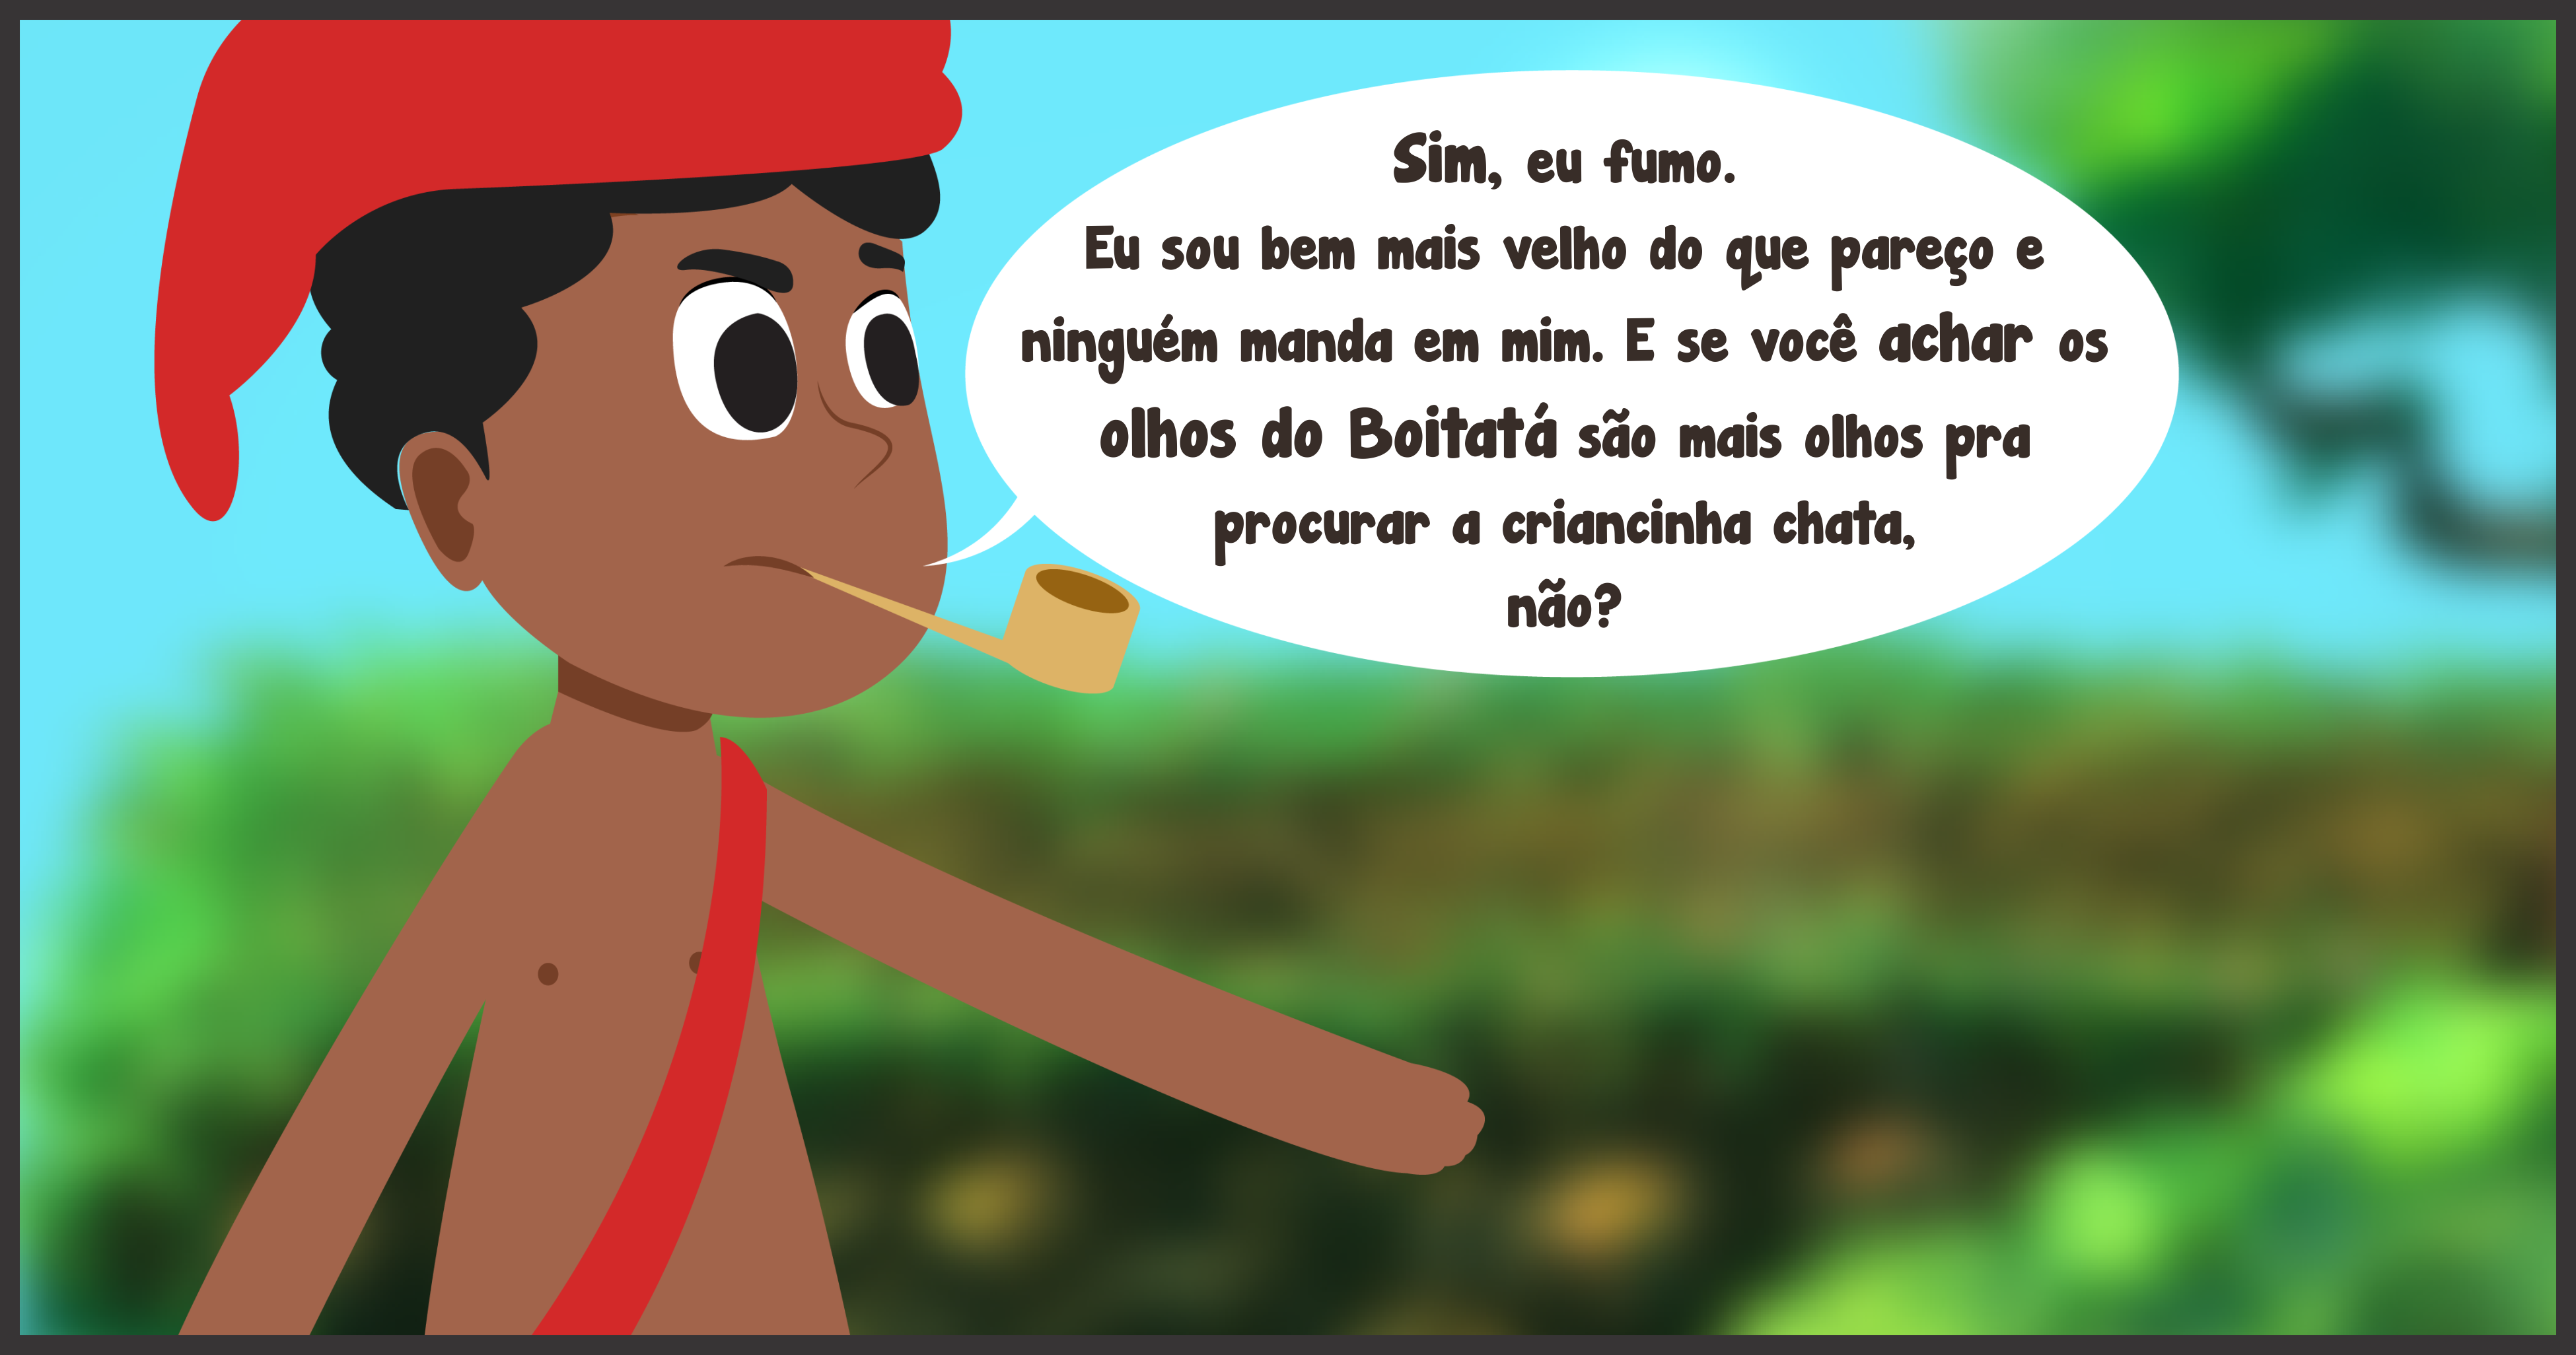 Sim, eu fumo.
Eu sou bem mais velho do que pareço e
ninguém manda em mim. E se você achar os
olhos do Boitatá são mais olhos pra
procurar a criancinha chata,
não?